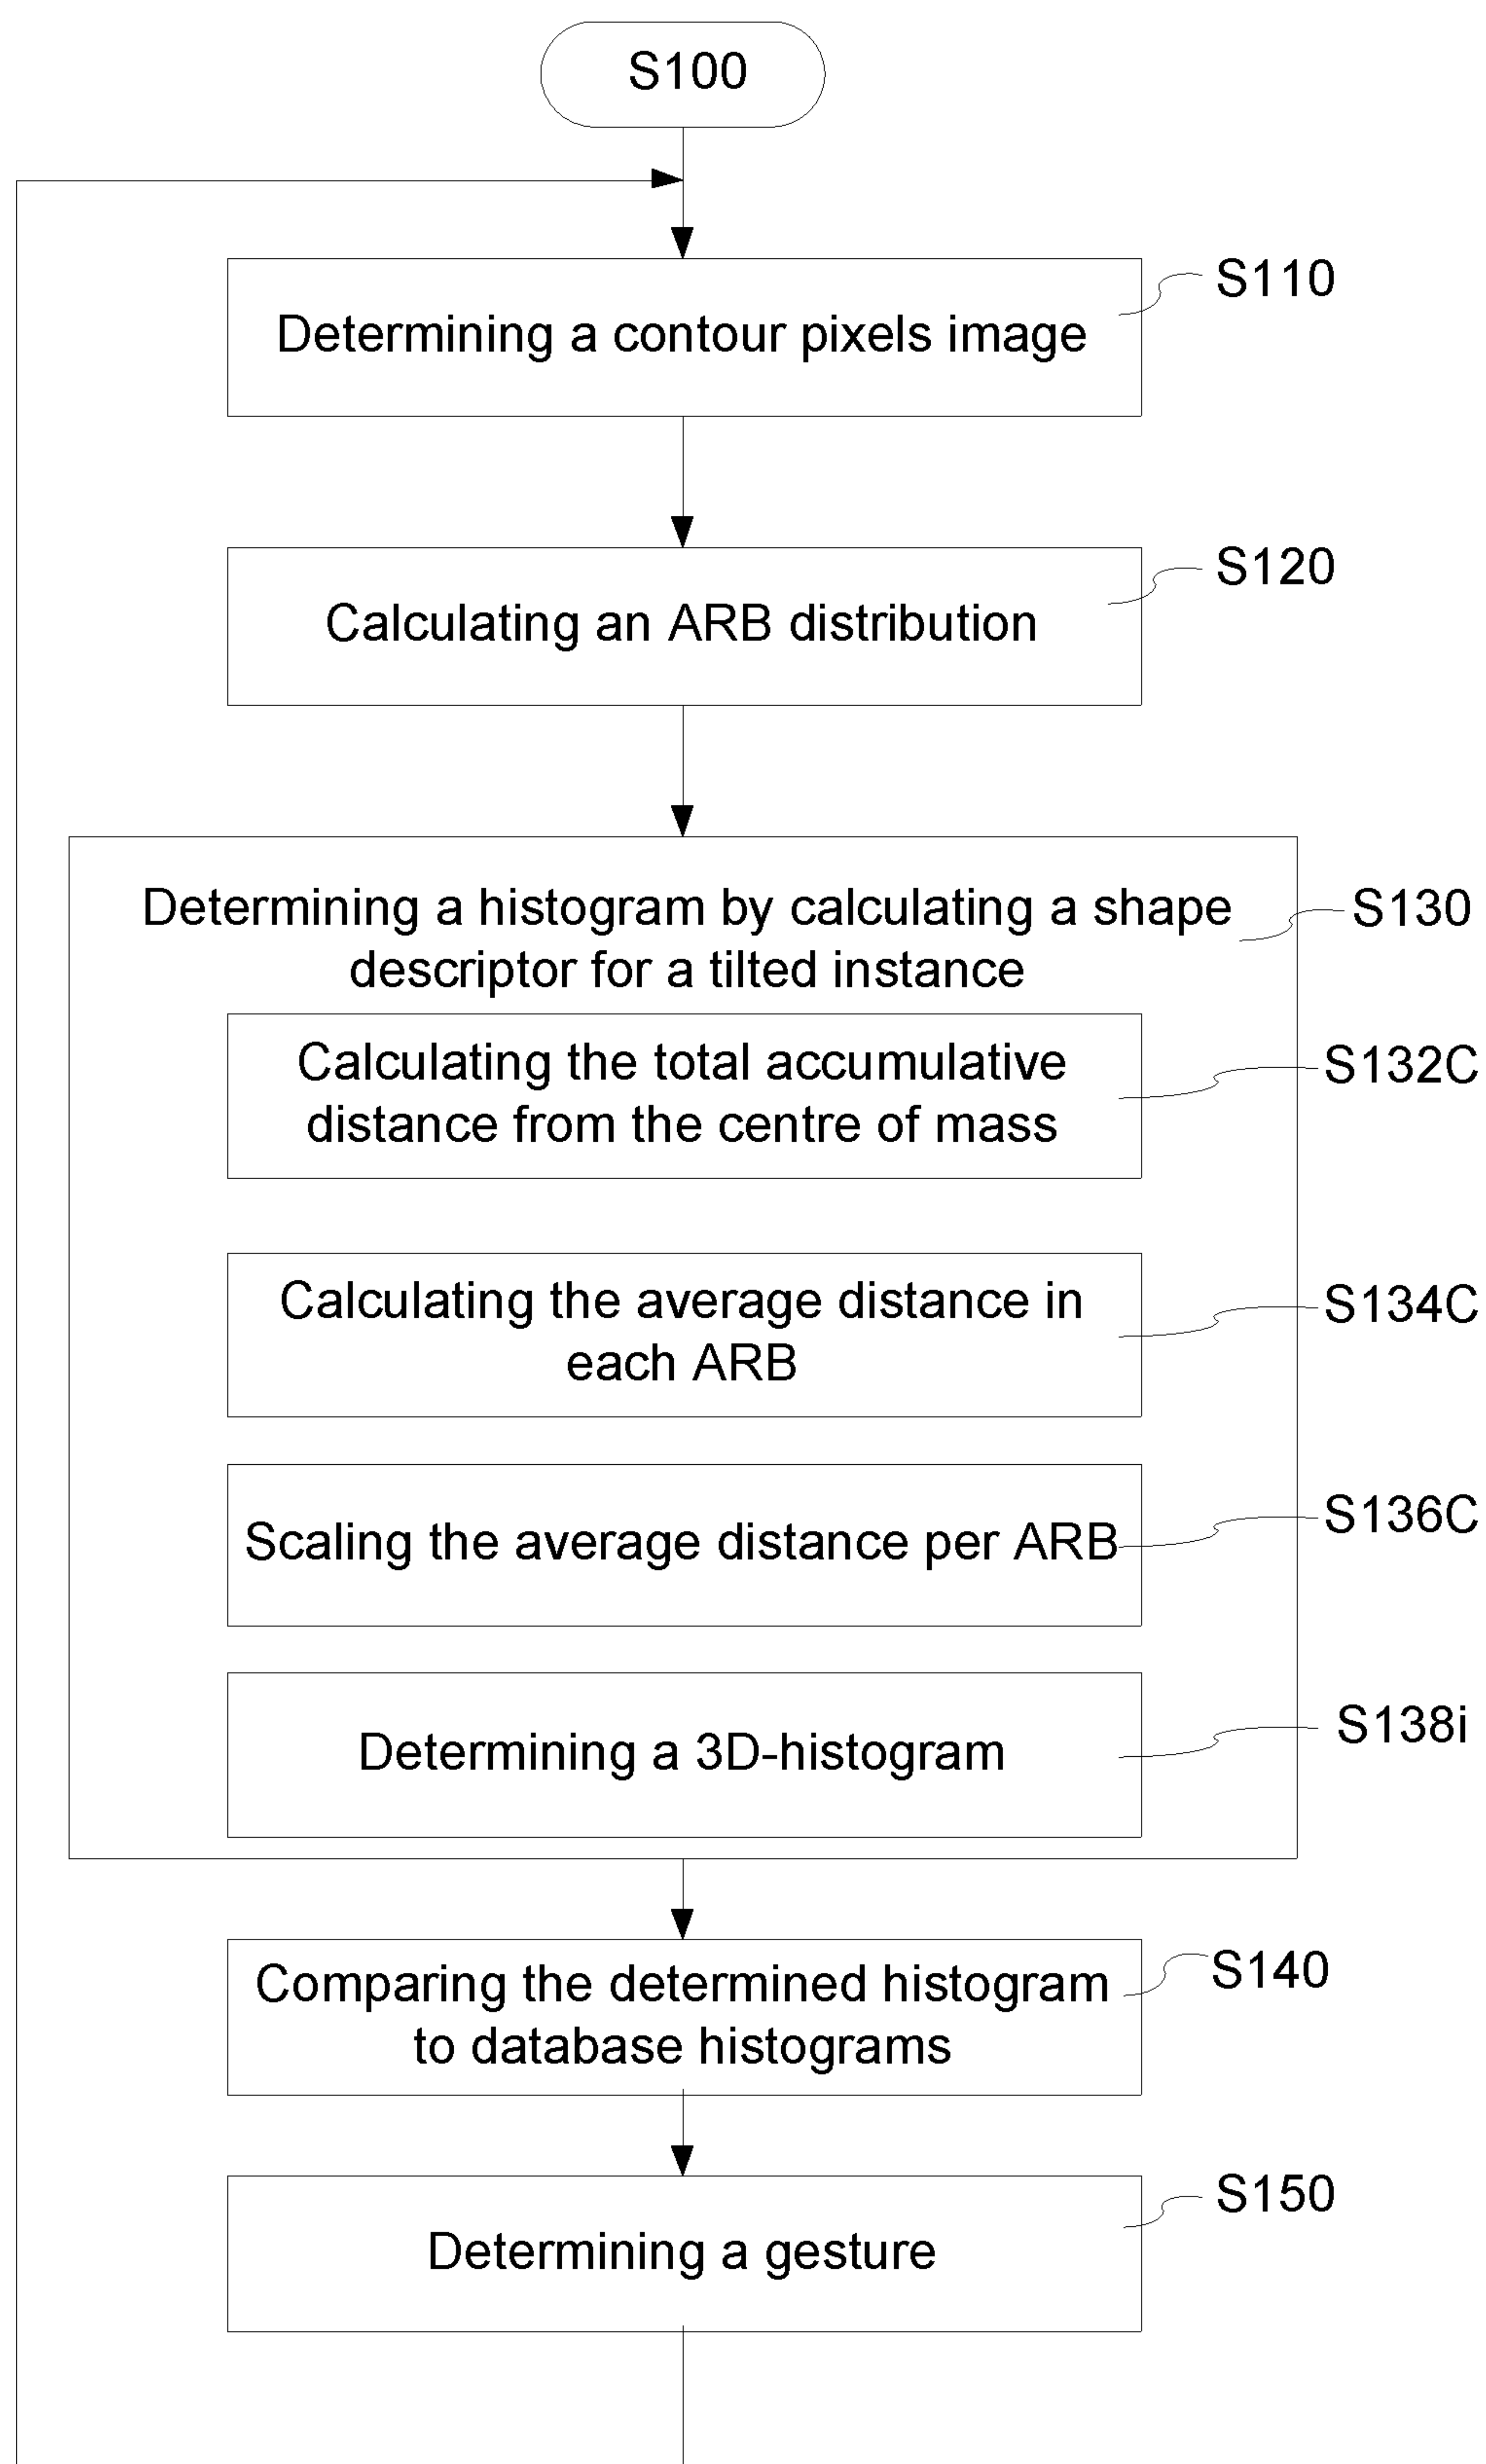 S100
Determining a contour pixels image
S110
Calculating an ARB distribution
S120
Determining a histogram by calculating a shape
descriptor for a tilted instance
S130
Calculating the total accumulative
distance from the centre of mass
S132C
Calculating the average distance in
each ARB
S134C
Scaling the average distance per ARB
S136C
Determining a 3D-histogram
S138i
Comparing the determined histogram
to database histograms
S140
Determining a gesture
S150